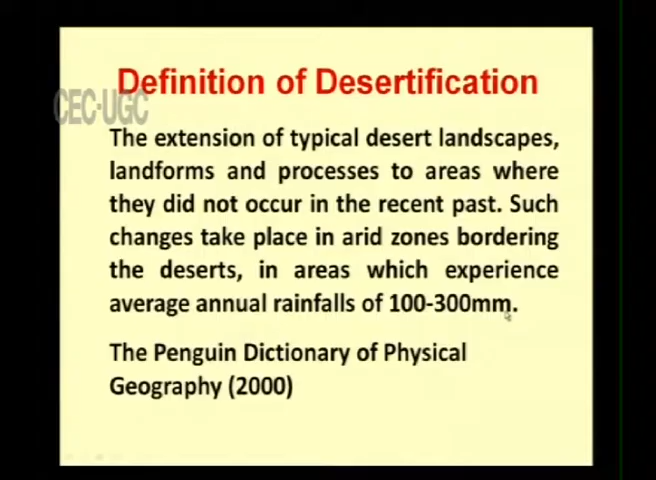 Definition of Desertification
CEC-UGC
The extension of typical desert landscapes,
landforms and processes to areas where
they did not occur in the recent past. Such
changes take place in arid zones bordering
the deserts, in areas which experience
average annual rainfalls of 100-300mm.
The Penguin Dictionary of Physical
Geography (2000)